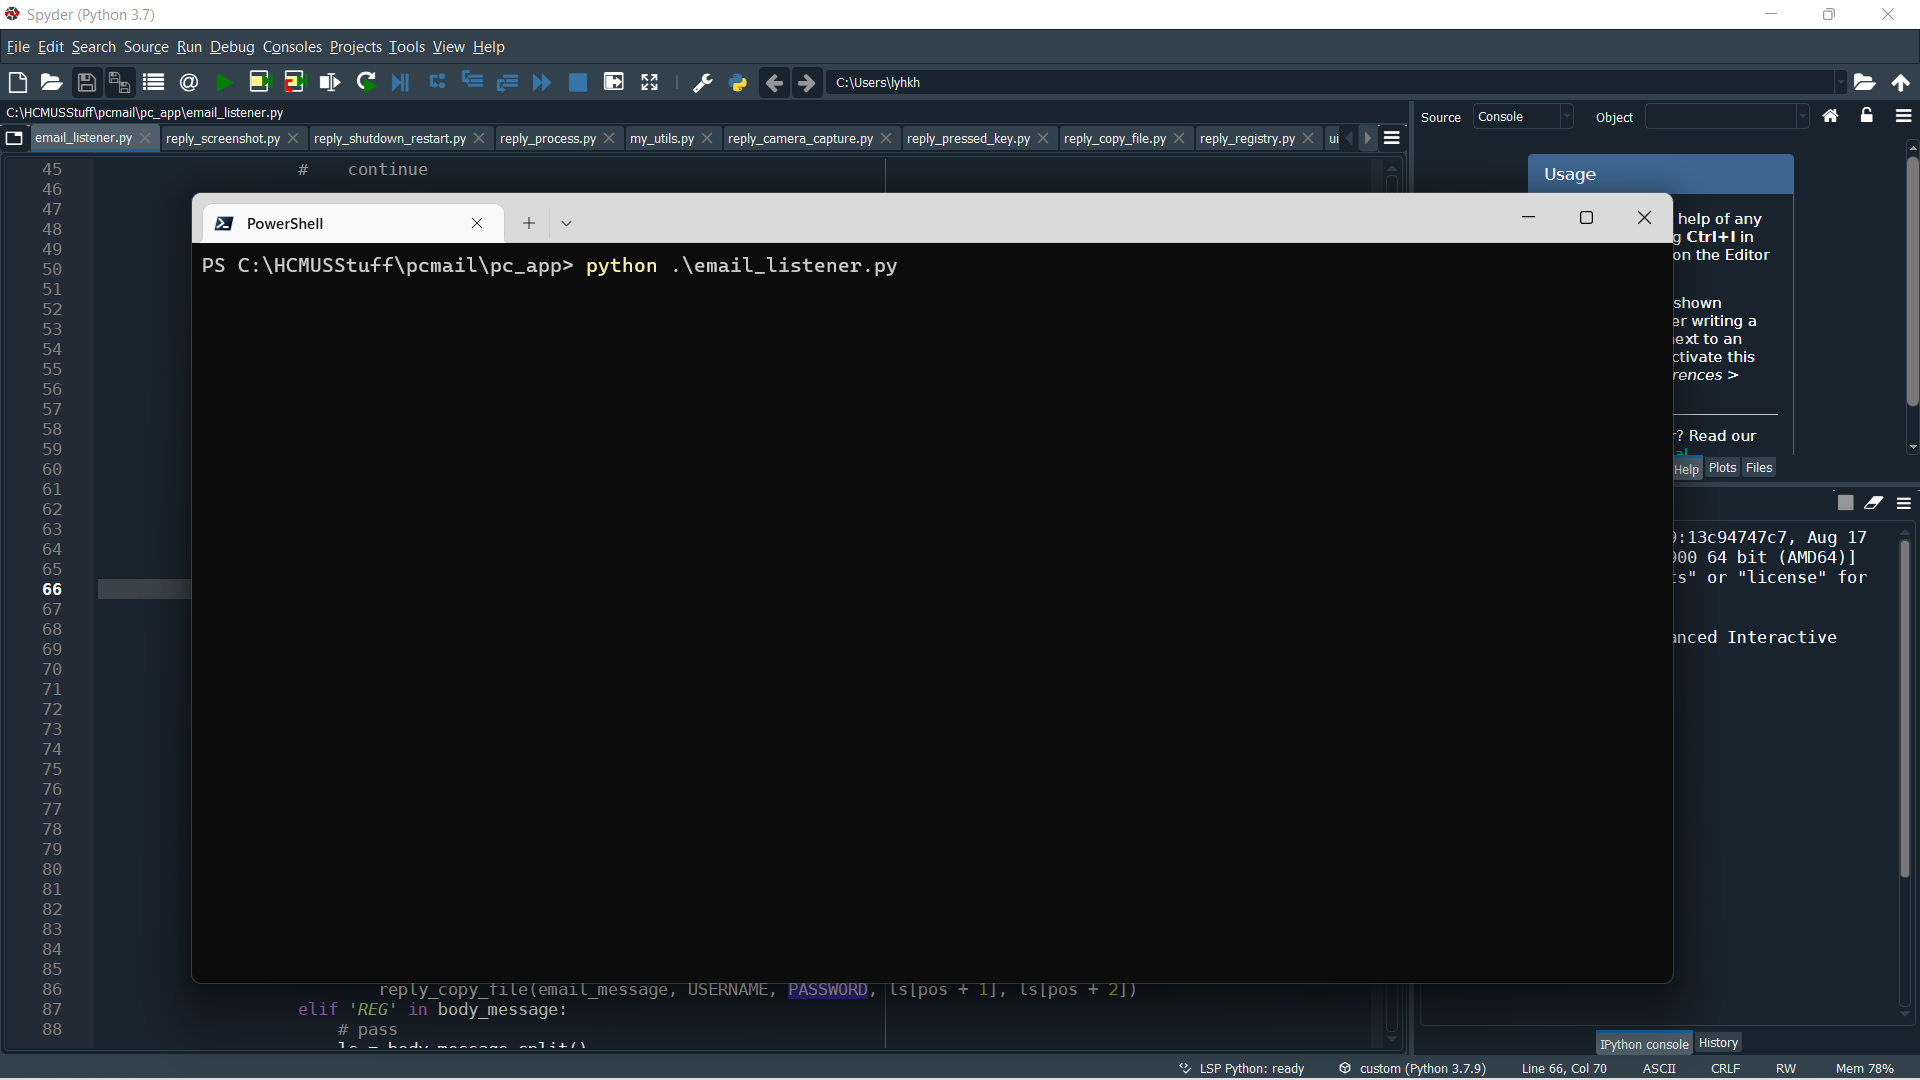 Spyder (Python 3.7)
File Edit Search Source Run Debug Consoles Projects Tools View Help
C:\Users\lyhkh
C:\HCMUSStuff\pcmail\pc_app\email_listener.py
Source Console Object
email_listener.py reply_screenshot.py reply_shutdown_restart.py reply_process.py my_utils.py reply_camera_capture.py reply_pressed_key.py reply_copy_file.py reply_registry.py ui
45 # continue
46
47
48
49
50
51
52
53
54
55
56
57
58
59
60
61
62
63
64
65
66
67
68
69
70
71
72
73
74
75
76
77
78
79
80
81
82
83
84
85
86 reply_copy_file(email_message, USERNAME, PASSWORD, ls[pos + 1], ls[pos + 2])
87 elif 'REG' in body_message:
88 # pass
ls = body_message.split()
PowerShell
PS C:\HCMUSStuff\pcmail\pc_app> python .\email_listener.py
Usage
help of any
Ctrl+I in
on the Editor
shown
er writing a
next to an
ctivate this
rences >
r? Read our
Help Plots Files
:13c94747c7, Aug 17
900 64 bit (AMD64)]
ts" or "license" for
anced Interactive
IPython console History
LSP Python: ready custom (Python 3.7.9) Line 66, Col 70 ASCII CRLF RW Mem 78%